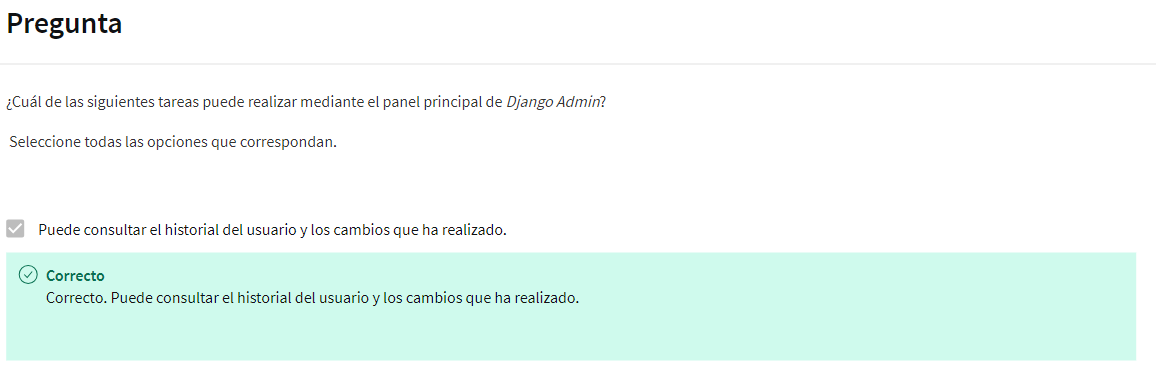 Pregunta
¿Cuál de las siguientes tareas puede realizar mediante el panel principal de Django Admin?
Seleccione todas las opciones que correspondan.
Puede consultar el historial del usuario y los cambios que ha realizado.
Correcto
Correcto. Puede consultar el historial del usuario y los cambios que ha realizado.